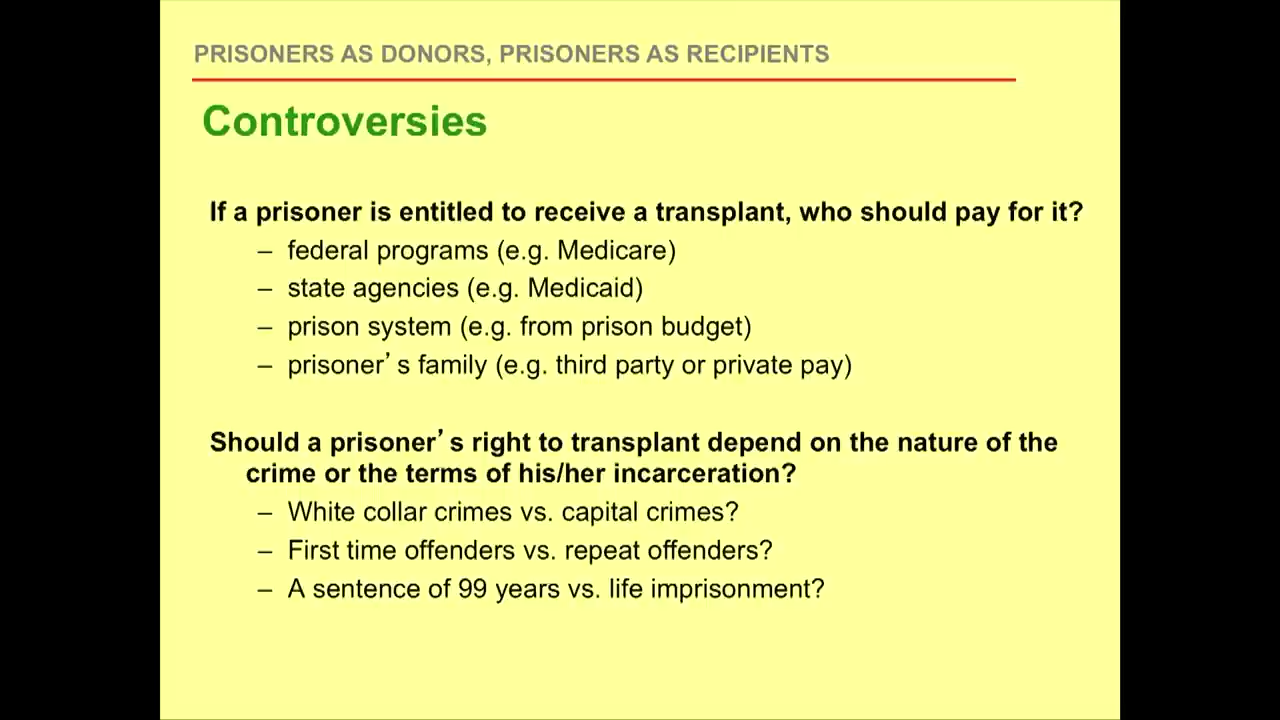 PRISONERS AS DONORS, PRISONERS AS RECIPIENTS
Controversies
If a prisoner is entitled to receive a transplant, who should pay for it?
– federal programs (e.g. Medicare)
– state agencies (e.g. Medicaid)
– prison system (e.g. from prison budget)
– prisoner’s family (e.g. third party or private pay)
Should a prisoner’s right to transplant depend on the nature of the
crime or the terms of his/her incarceration?
– White collar crimes vs. capital crimes?
– First time offenders vs. repeat offenders?
– A sentence of 99 years vs. life imprisonment?